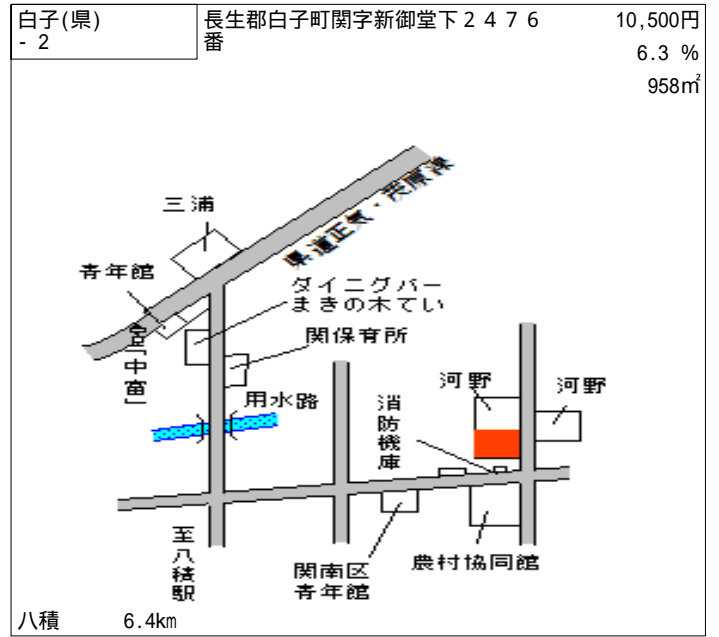 白子(県)
- 2
長生郡白子町関字新御堂下２４７６
番
10,500円
6.3 %
958㎡
県道正気・茂原線
三浦
青年館
ダイニグバー
まきの木てい
関保育所
「中冨」
用水路
消防機庫
河野
河野
至八積駅
関南区
青年館
農村協同館
八積
6.4km